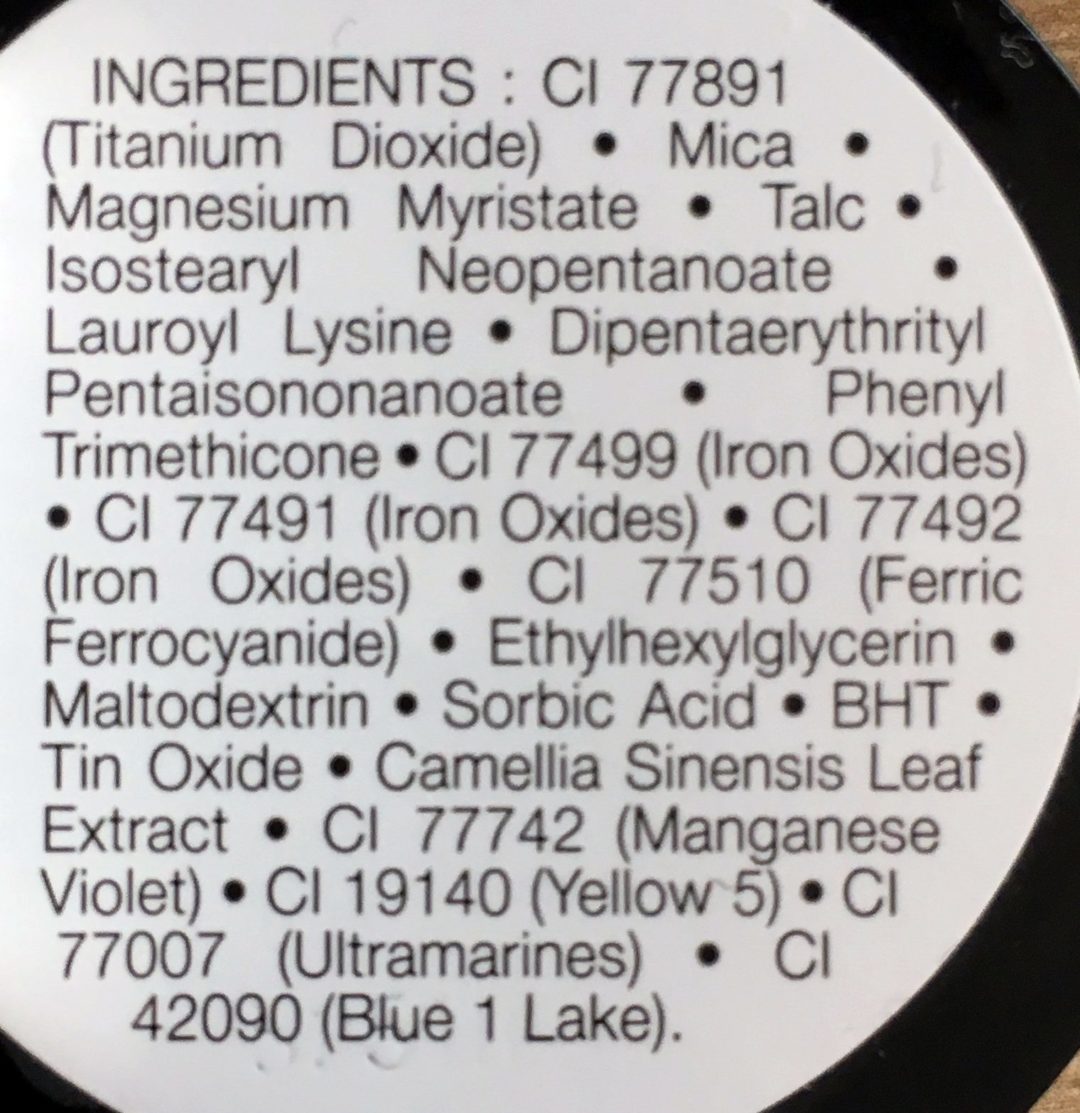 INGREDIENTS : CI 77891
(Titanium Dioxide) • Mica •
Magnesium Myristate • Talc •
Isostearyl Neopentanoate •
Lauroyl Lysine • Dipentaerythrityl
Pentaisononanoate • Phenyl
Trimethicone • CI 77499 (Iron Oxides)
• CI 77491 (Iron Oxides) • CI 77492
(Iron Oxides) • CI 77510 (Ferric
Ferrocyanide) • Ethylhexylglycerin •
Maltodextrin • Sorbic Acid • BHT •
Tin Oxide • Camellia Sinensis Leaf
Extract • CI 77742 (Manganese
Violet) • CI 19140 (Yellow 5) • CI
77007 (Ultramarines) • CI
42090 (Blue 1 Lake).